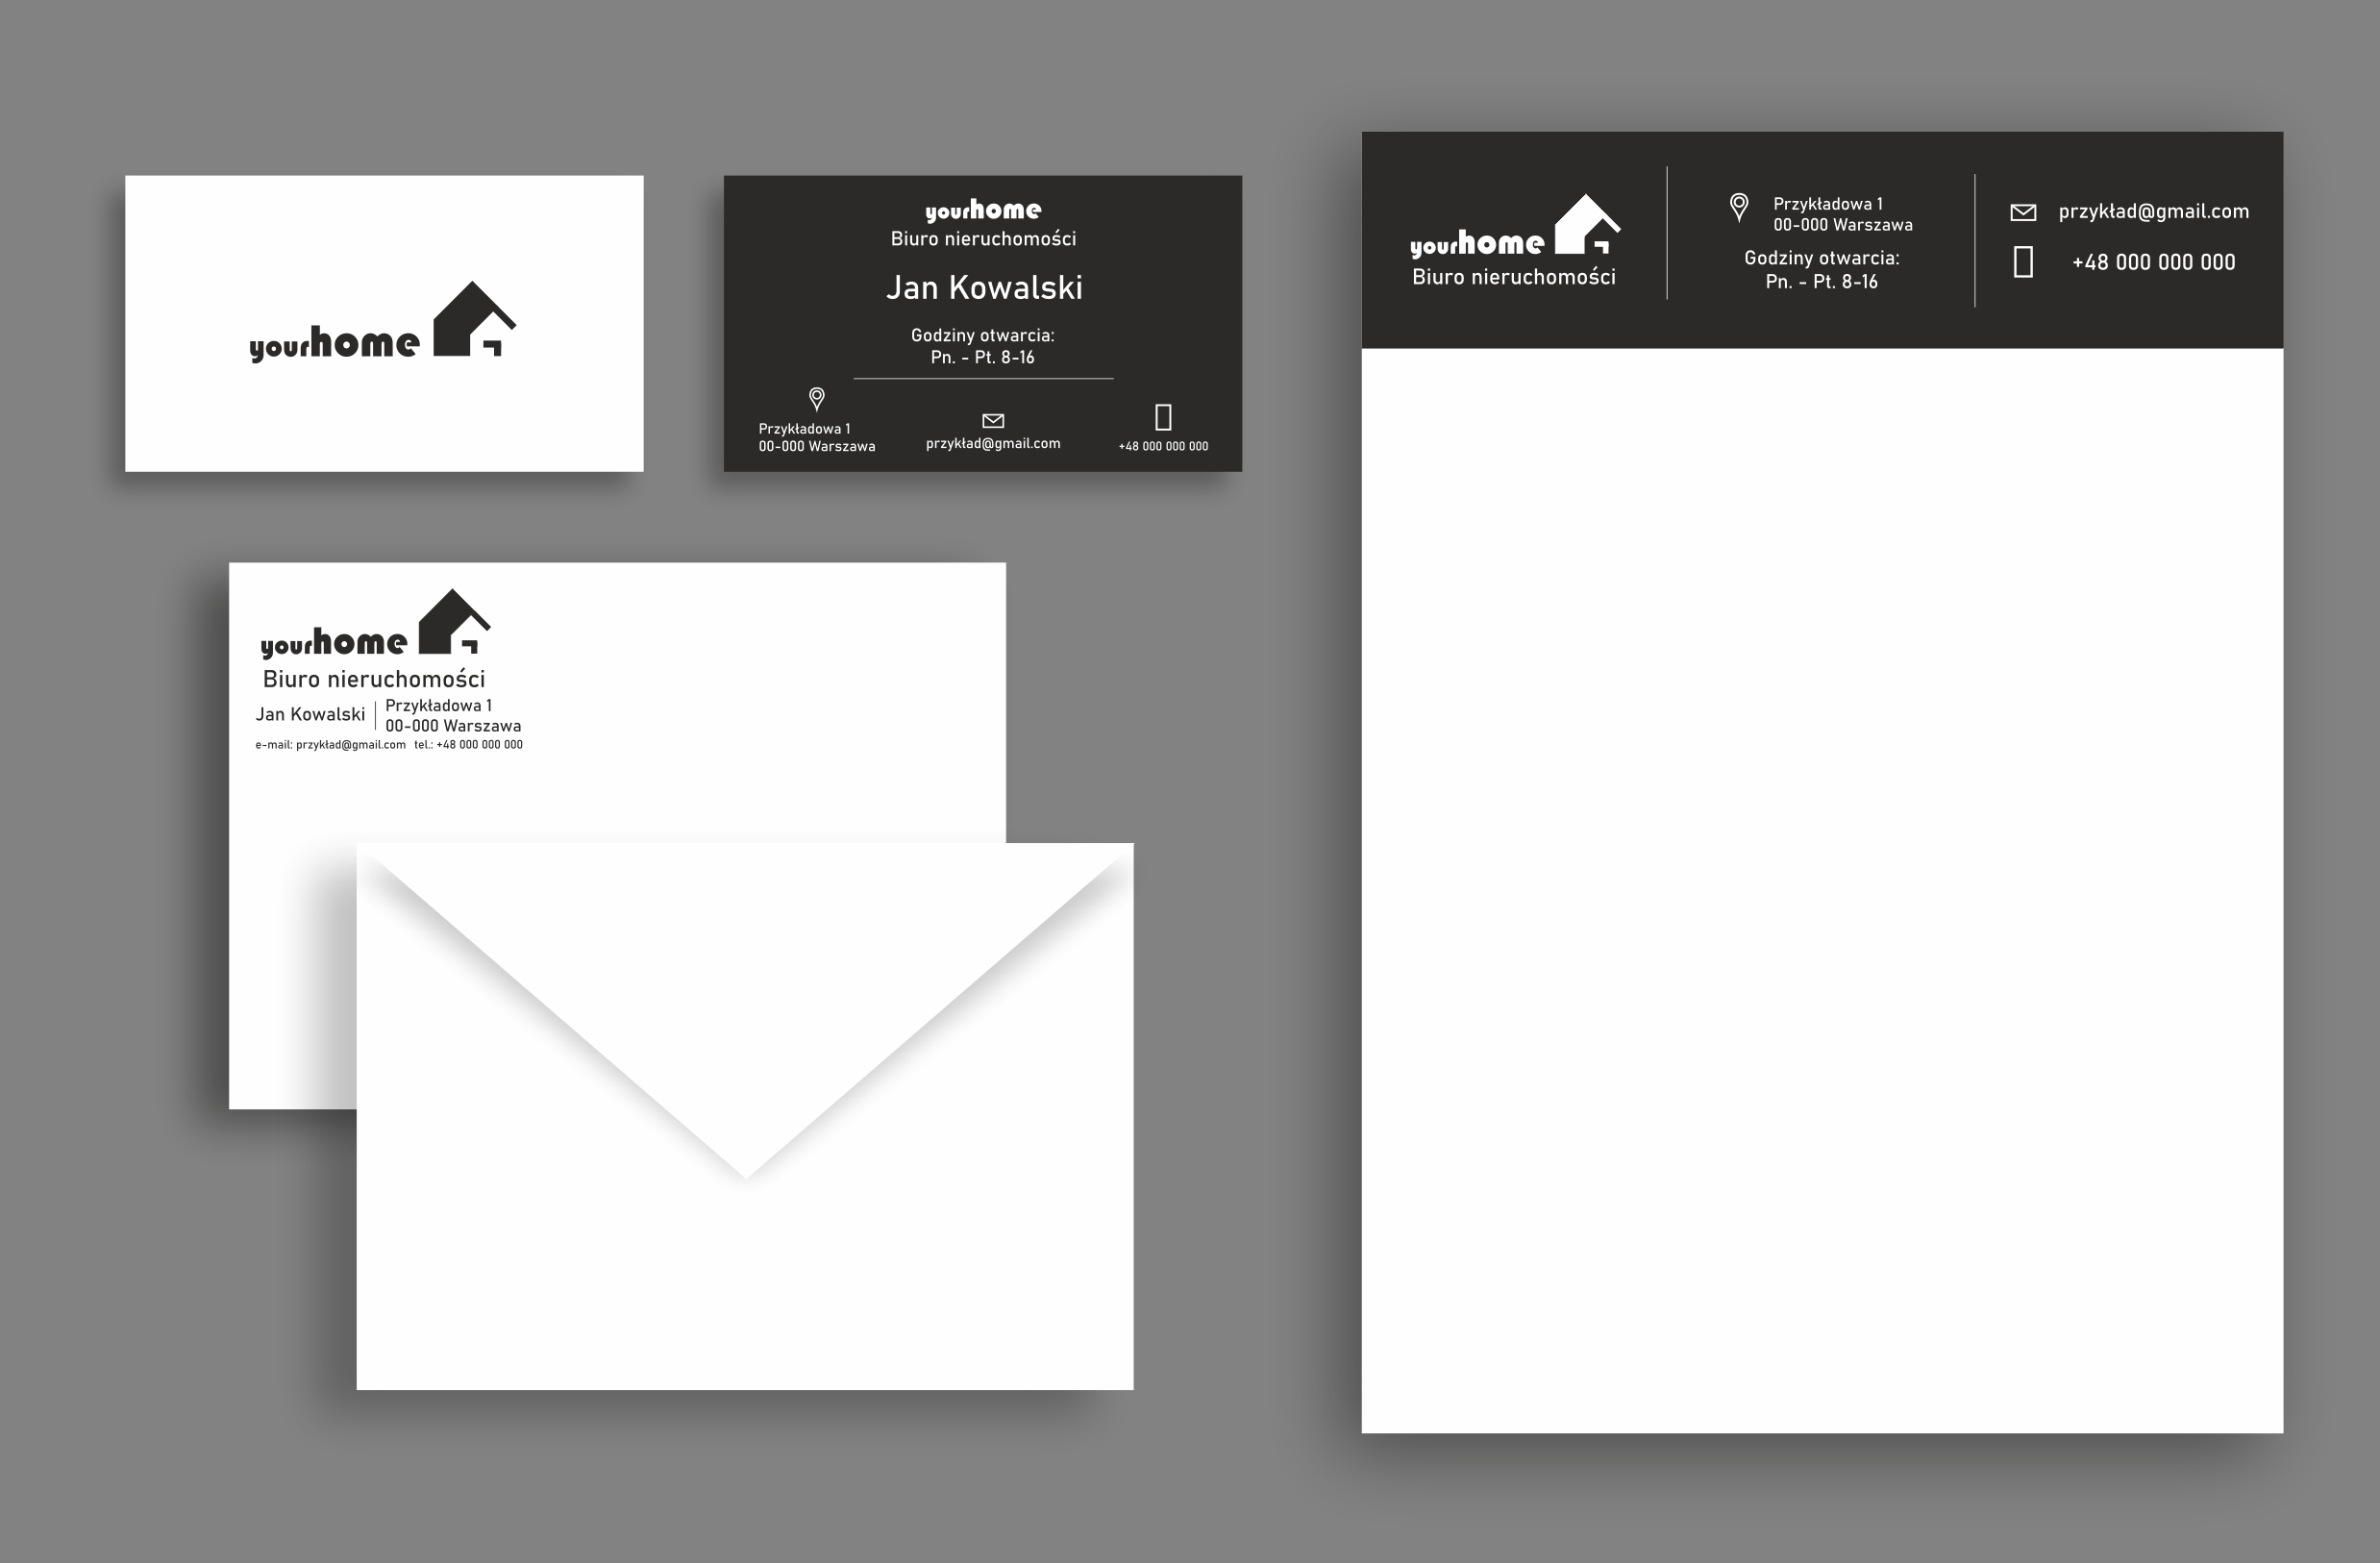 yourhome
yourhome
Biuro nieruchomości
Jan Kowalski
Godziny otwarcia:
Pn. - Pt. 8-16
Przykładowa 1
00-000 Warszawa
przykład@gmail.com
+48 000 000 000
yourhome
Biuro nieruchomości
Jan Kowalski
Przykładowa 1
00-000 Warszawa
e-mail: przykład@gmail.com tel.: +48 000 000 000
yourhome
Biuro nieruchomości
Przykładowa 1
00-000 Warszawa
Godziny otwarcia:
Pn. - Pt. 8-16
przykład@gmail.com
+48 000 000 000